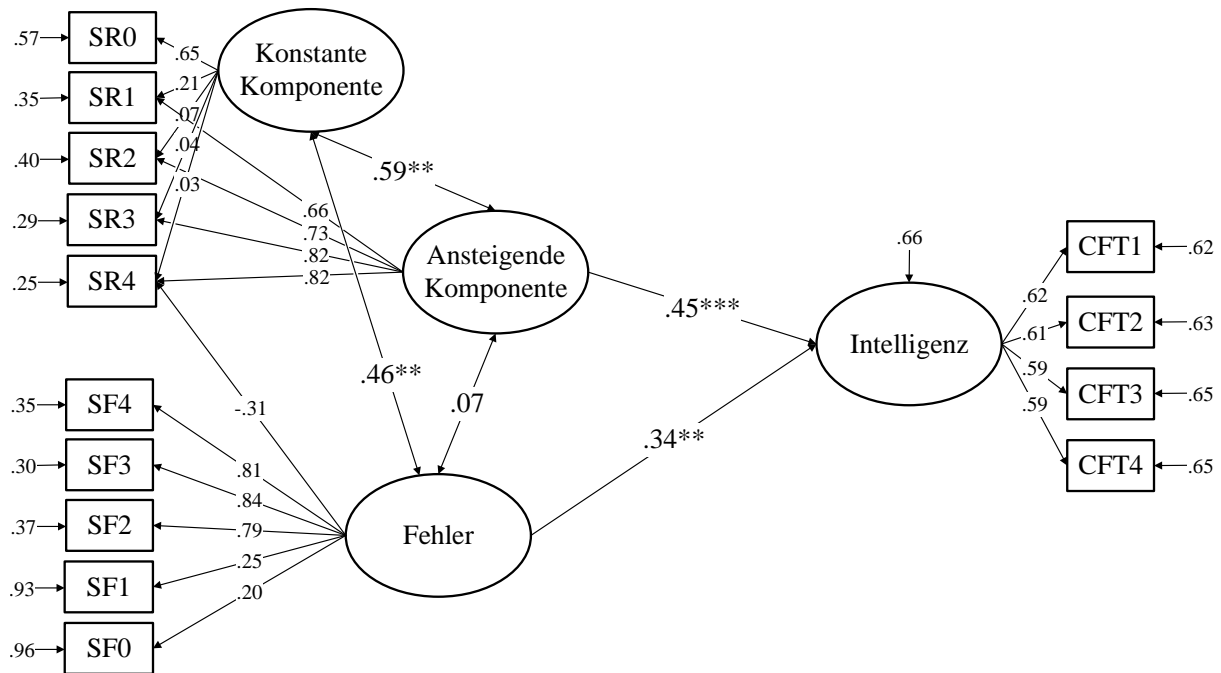 .57
SR0
.65
Konstante
Komponente
.35
SR1
.21
.40
SR2
.07
.04
.29
SR3
.03
.25
SR4
.59**
.66
.73
.82
.82
Ansteigende
Komponente
.45***
.66
Intelligenz
.62
CFT1
.62
.61
CFT2
.63
.59
CFT3
.65
.59
CFT4
.65
.46**
.07
-.31
.34**
.35
SF4
.81
.30
SF3
.84
.37
SF2
.79
Fehler
.93
SF1
.25
.20
.96
SF0